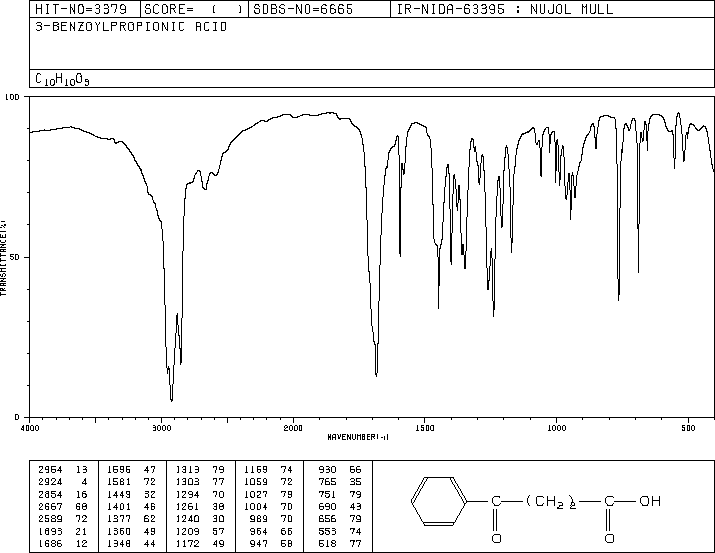 HIT-NO=3379 SCORE= ( ) SDBS-NO=6665 IR-NIDA-63395 : NUJOL MULL
3-BENZOYLPROPIONIC ACID
C10H10O3
100
50
0
TRANSMITTANCE(%)
4000 3000 2000 1500 1000 500
WAVENUMBER(-1)
2954 13 1596 47 1313 79 1169 74 930 66
2924 4 1581 72 1303 77 1059 72 765 35
2854 16 1449 32 1294 70 1027 79 751 79
2667 68 1401 46 1261 38 1004 70 690 43
2589 72 1377 62 1240 30 989 70 656 79
1693 21 1360 49 1209 57 964 66 553 74
1686 12 1348 44 1172 49 947 58 518 77
C (CH2)2 C OH
O O